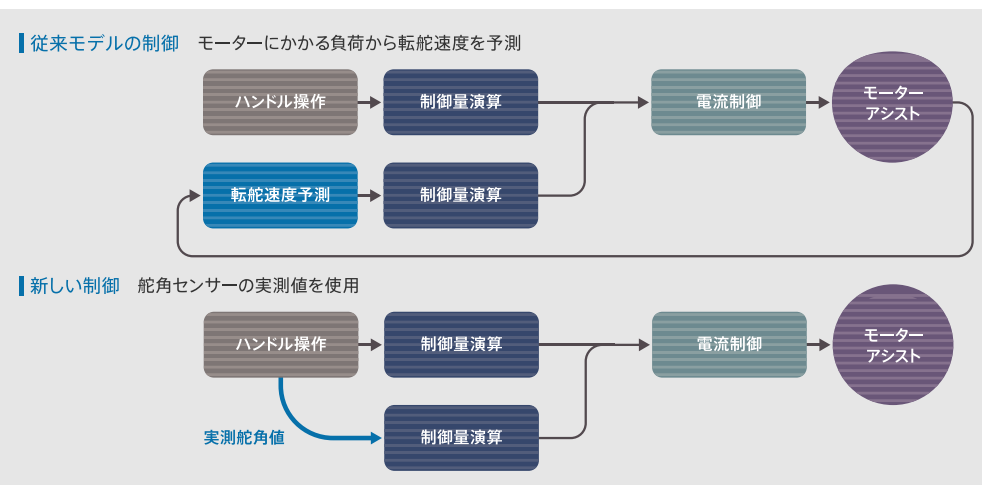 従来モデルの制御 モーターにかかる負荷から転舵速度を予測
ハンドル操作
制御量演算
電流制御
モーター
アシスト
転舵速度予測
制御量演算
新しい制御 舵角センサーの実測値を使用
ハンドル操作
制御量演算
電流制御
モーター
アシスト
実測舵角値
制御量演算